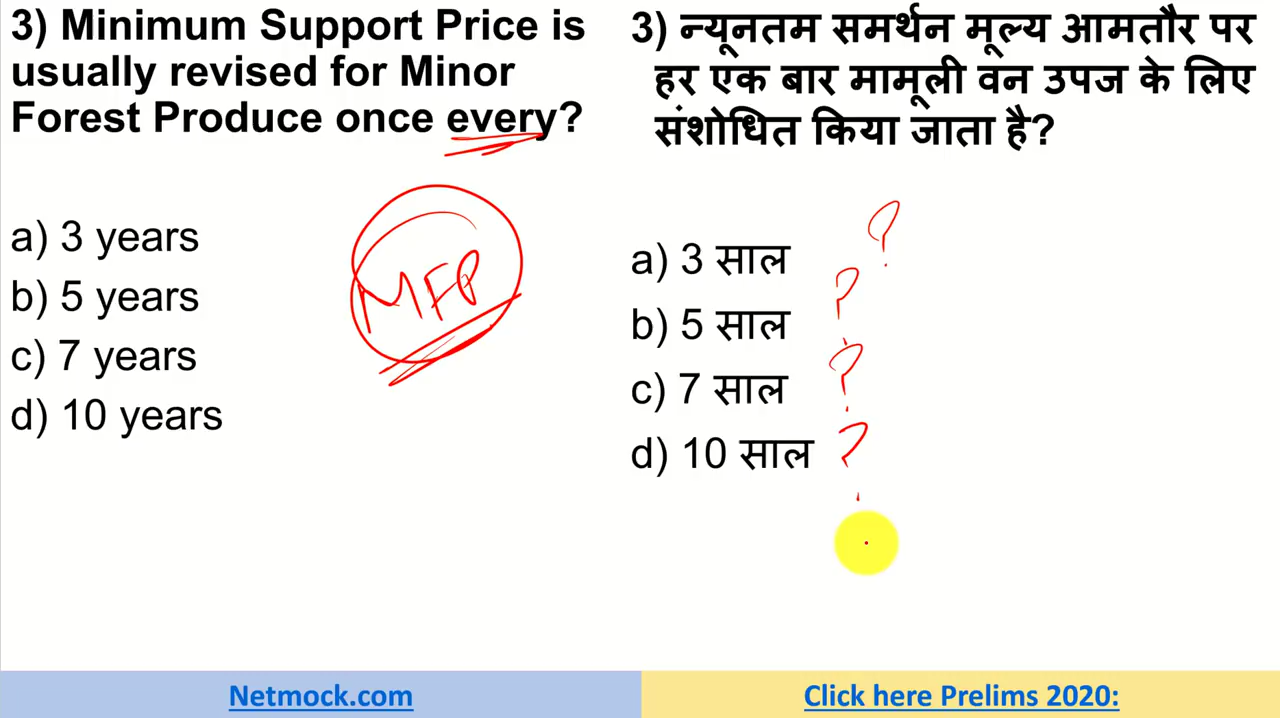 3) Minimum Support Price is
usually revised for Minor
Forest Produce once every?
a) 3 years
b) 5 years
c) 7 years
d) 10 years
MFP
3) न्यूनतम समर्थन मूल्य आमतौर पर
हर एक बार मामूली वन उपज के लिए
संशोधित किया जाता है?
a) 3 साल
?
b) 5 साल
?
c) 7 साल
?
d) 10 साल
?
Netmock.com
Click here Prelims 2020: